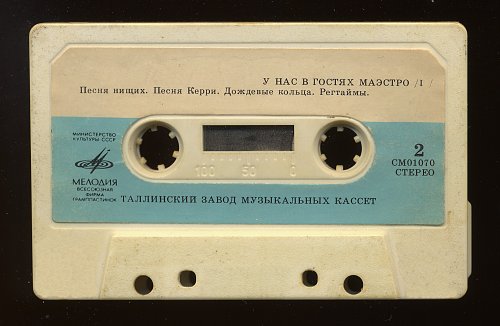 У НАС В ГОСТЯХ МАЭСТРО /I/
Песня нищих. Песня Керри. Дождевые кольца. Регтаймы.
МИНИСТЕРСТВО
КУЛЬТУРЫ СССР
МЕЛОДИЯ
ВСЕСОЮЗНАЯ
ФИРМА
ГРАМПЛАСТИНОК
100 50 0
2
СМ01070
СТЕРЕО
ТАЛЛИНСКИЙ ЗАВОД МУЗЫКАЛЬНЫХ КАССЕТ